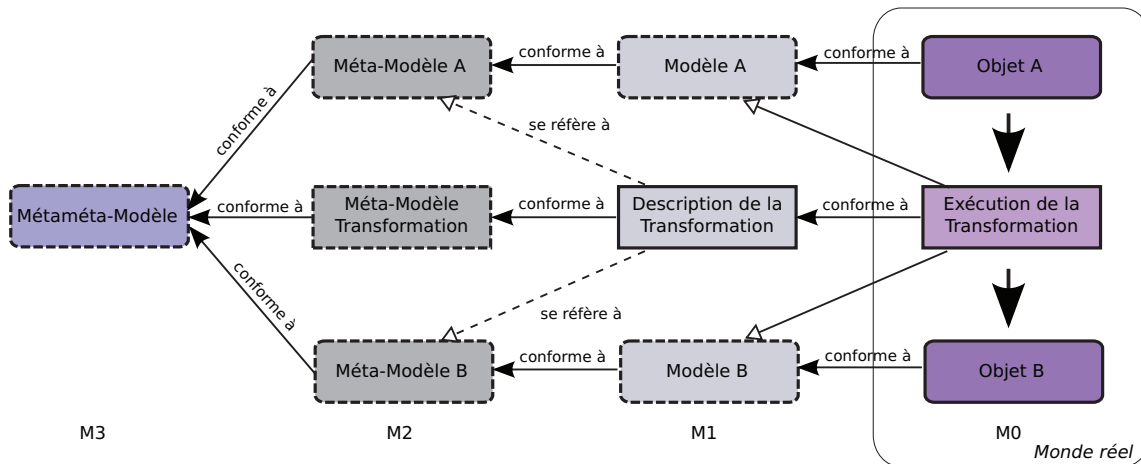 Méta-Modèle A
conforme à
Modèle A
conforme à
Objet A
conforme à
se réfère à
Métaméta-Modèle
conforme à
Méta-Modèle
Transformation
conforme à
Description de la
Transformation
conforme à
Exécution de la
Transformation
conforme à
se réfère à
Méta-Modèle B
conforme à
Modèle B
conforme à
Objet B
M3
M2
M1
M0
Monde réel